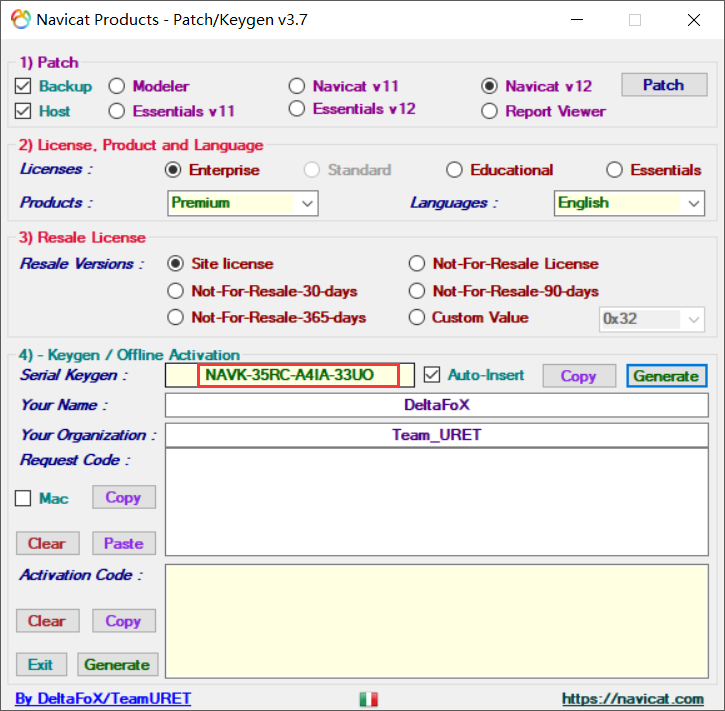 Navicat Products - Patch/Keygen v3.7
1) Patch
Backup Modeler Navicat v11 Navicat v12 Patch
Host Essentials v11 Essentials v12 Report Viewer
2) License, Product and Language
Licenses : Enterprise Standard Educational Essentials
Products : Premium Languages : English
3) Resale License
Resale Versions : Site license Not-For-Resale License
Not-For-Resale-30-days Not-For-Resale-90-days
Not-For-Resale-365-days Custom Value 0x32
4) - Keygen / Offline Activation
Serial Keygen : NAVK-35RC-A4IA-33UO Auto-Insert Copy Generate
Your Name : DeltaFoX
Your Organization : Team_URET
Request Code :
Mac Copy
Clear Paste
Activation Code :
Clear Copy
Exit Generate
By DeltaFoX/TeamURET https://navicat.com